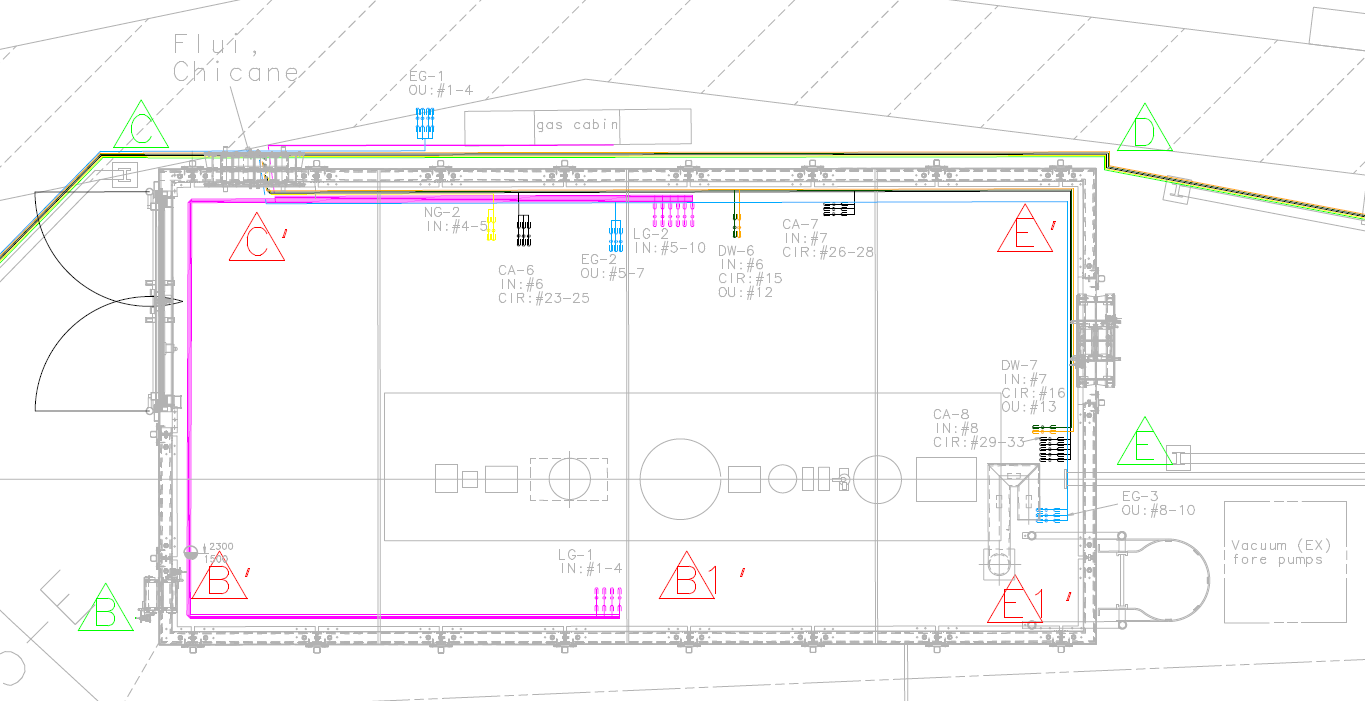 Flui,
Chicane
EG-1
OU:#1-4
gas cabin
C
D
NG-2
IN:#4-5
C'
CA-6
IN:#6
CIR:#23-25
EG-2
OU:#5-7
LG-2
IN:#5-10
DW-6
IN:#6
CIR:#15
OU:#12
CA-7
IN:#7
CIR:#26-28
E'
DW-7
IN:#7
CIR:#16
OU:#13
CA-8
IN:#8
CIR:#29-33
E
EG-3
OU:#8-10
Vacuum (EX)
fore pumps
2300
1500
LG-1
IN:#1-4
B'
B1'
E1'
B
E